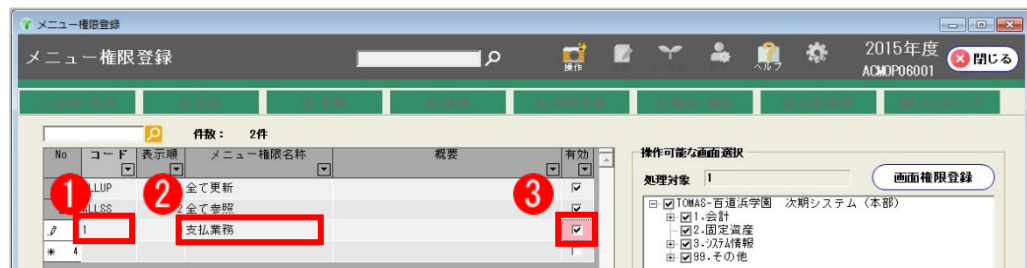 メニュー権限登録
メニュー権限登録
操作
ヘルプ
2015年度
ACMOP06001
閉じる
件数： 2件
No コード 表示順 メニュー権限名称 概要 有効
1 2 3
LLUP 全て更新
ALLSS 2 全て参照
1 支払業務
* 4
操作可能な画面選択
処理対象 1
画面権限登録
TOMAS-百道浜学園 次期システム（本部）
1.会計
2.固定資産
3.システム情報
99.その他